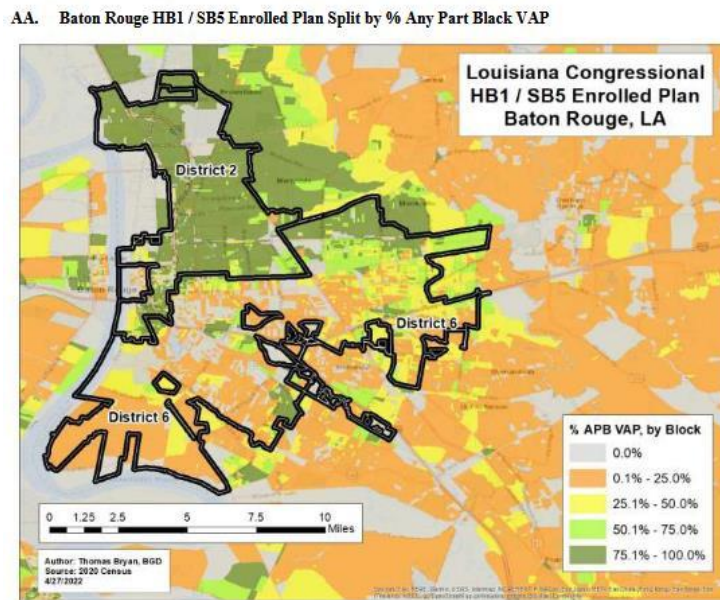 AA. Baton Rouge HB1 / SB5 Enrolled Plan Split by % Any Part Black VAP
Louisiana Congressional
HB1 / SB5 Enrolled Plan
Baton Rouge, LA
District 2
Baton Rouge
District 6
District 6
% APB VAP, by Block
0.0%
0.1% - 25.0%
25.1% - 50.0%
50.1% - 75.0%
75.1% - 100.0%
0 1.25 2.5 5 7.5 10
Miles
Author: Thomas Bryan, BGD
Source: 2020 Census
4/27/2022